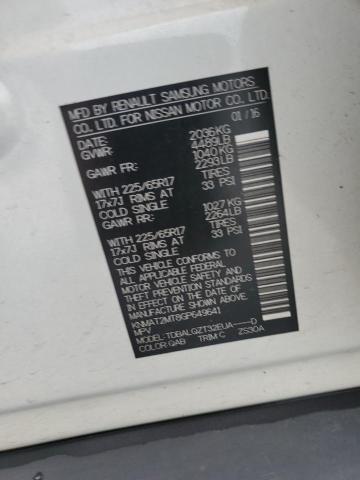 MFD BY RENAULT SAMSUNG MOTORS
CO., LTD. FOR NISSAN MOTOR CO., LTD.
DATE: 01/16
GVWR: 2036KG
4489LB
GAWR FR: 1040KG
2293LB
WITH 225/65R17 TIRES
17x7J RIMS AT 33 PSI
COLD SINGLE
GAWR RR: 1027 KG
2264LB
WITH 225/65R17 TIRES
17x7J RIMS AT 33 PSI
COLD SINGLE
THIS VEHICLE CONFORMS TO
ALL APPLICABLE FEDERAL
MOTOR VEHICLE SAFETY AND
THEFT PREVENTION STANDARDS
IN EFFECT ON THE DATE OF
MANUFACTURE SHOWN ABOVE.
KNMAT2MT8GP649641
MPV
MODEL: TDBALGZT32EUA----D
COLOR: QAB TRIM: C ZS30A